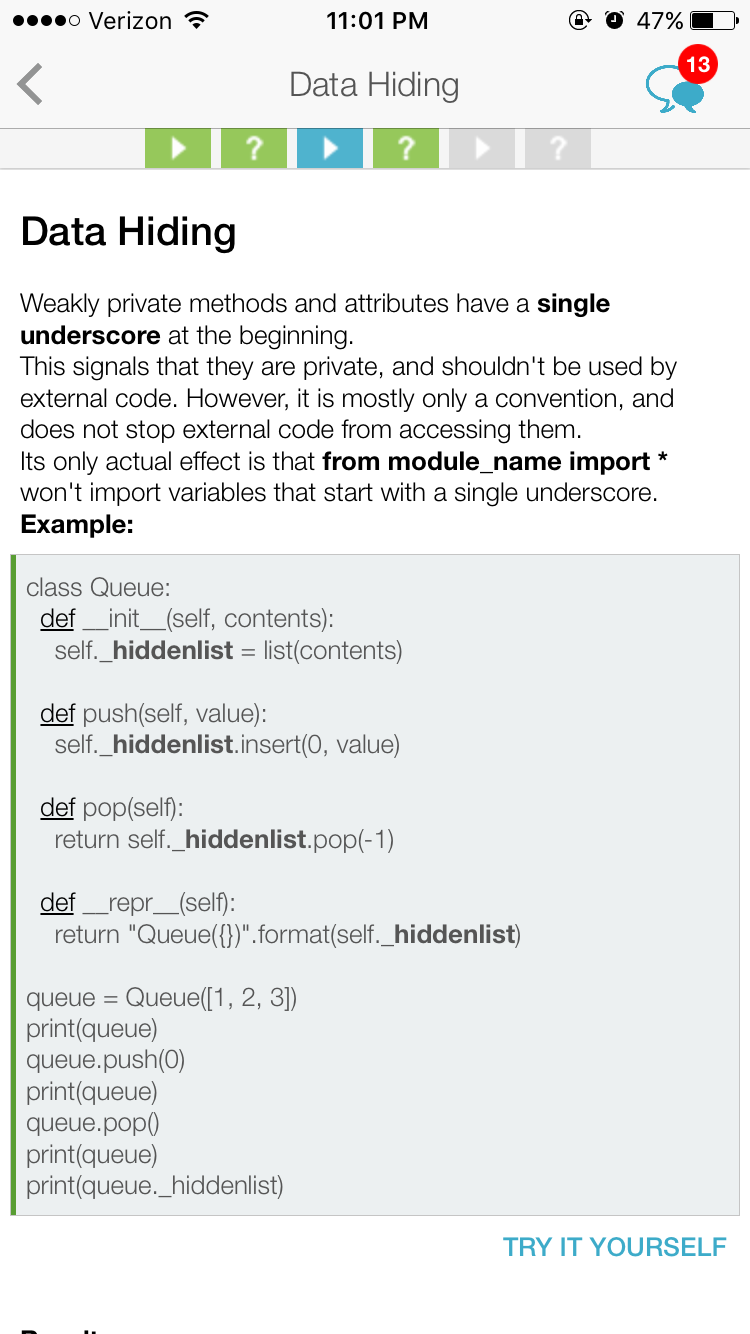 Verizon 11:01 PM 47%
Data Hiding 13
? ? ?
Data Hiding
Weakly private methods and attributes have a single
underscore at the beginning.
This signals that they are private, and shouldn't be used by
external code. However, it is mostly only a convention, and
does not stop external code from accessing them.
Its only actual effect is that from module_name import *
won't import variables that start with a single underscore.
Example:
class Queue:
def __init__(self, contents):
self._hiddenlist = list(contents)
def push(self, value):
self._hiddenlist.insert(0, value)
def pop(self):
return self._hiddenlist.pop(-1)
def __repr__(self):
return "Queue({})".format(self._hiddenlist)
queue = Queue([1, 2, 3])
print(queue)
queue.push(0)
print(queue)
queue.pop()
print(queue)
print(queue._hiddenlist)
TRY IT YOURSELF